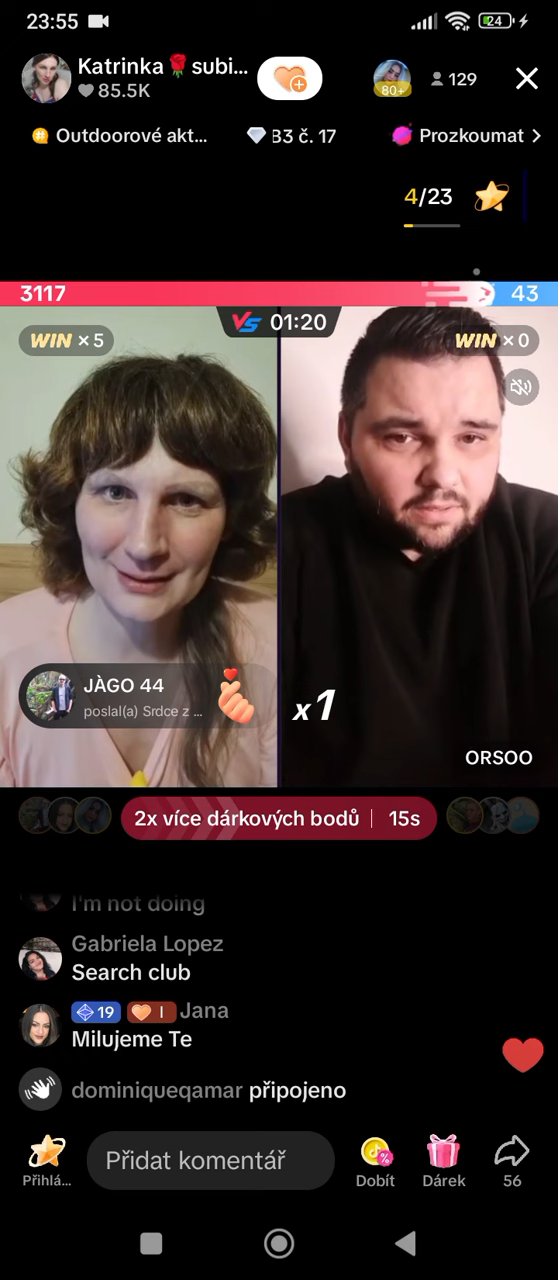 23:55
24
Katrinka🌹subi...
85.5K
80+
129
Outdoorové akt...
B3 č. 17
Prozkoumat
4/23
3117
43
VS 01:20
WIN × 5
WIN × 0
JÀGO 44
poslal(a) Srdce z ...
x1
ORSOO
2x více dárkových bodů | 15s
I'm not doing
Gabriela Lopez
Search club
19 I Jana
Milujeme Te
dominiqueqamar připojeno
Přidat komentář
Přihlá...
Dobít
Dárek
56